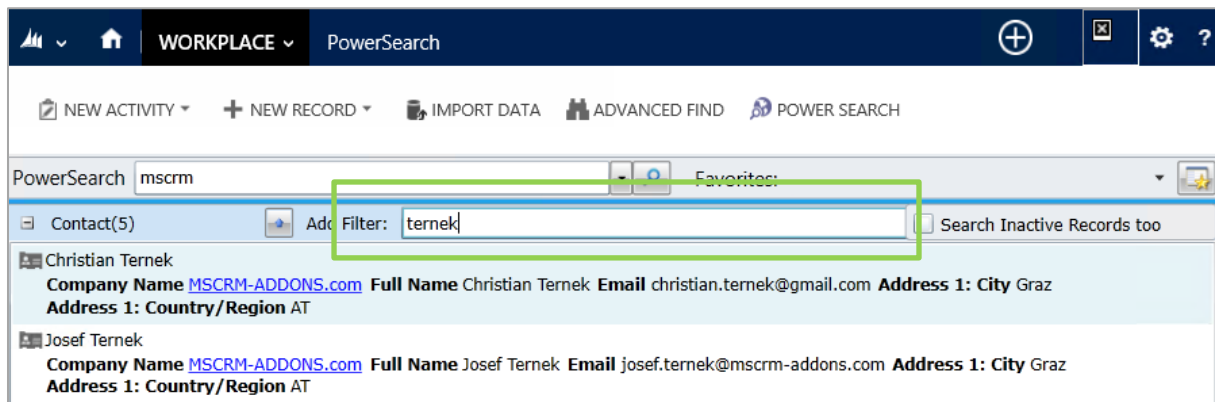 WORKPLACE PowerSearch ?
NEW ACTIVITY NEW RECORD IMPORT DATA ADVANCED FIND POWER SEARCH
PowerSearch mscrm Favorites:
Contact(5) Add Filter: ternek Search Inactive Records too
Christian Ternek
Company Name MSCRM-ADDONS.com Full Name Christian Ternek Email christian.ternek@gmail.com Address 1: City Graz
Address 1: Country/Region AT
Josef Ternek
Company Name MSCRM-ADDONS.com Full Name Josef Ternek Email josef.ternek@mscrm-addons.com Address 1: City Graz
Address 1: Country/Region AT